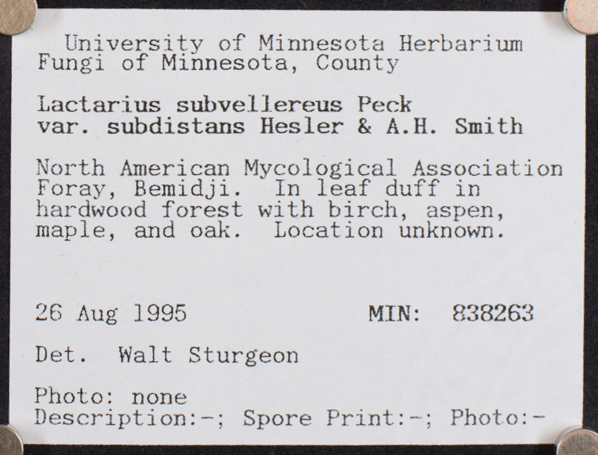 University of Minnesota Herbarium
Fungi of Minnesota, County
Lactarius subvellereus Peck
var. subdistans Hesler & A.H. Smith
North American Mycological Association
Foray, Bemidji. In leaf duff in
hardwood forest with birch, aspen,
maple, and oak. Location unknown.
26 Aug 1995 MIN: 838263
Det. Walt Sturgeon
Photo: none
Description:-; Spore Print:-; Photo:-